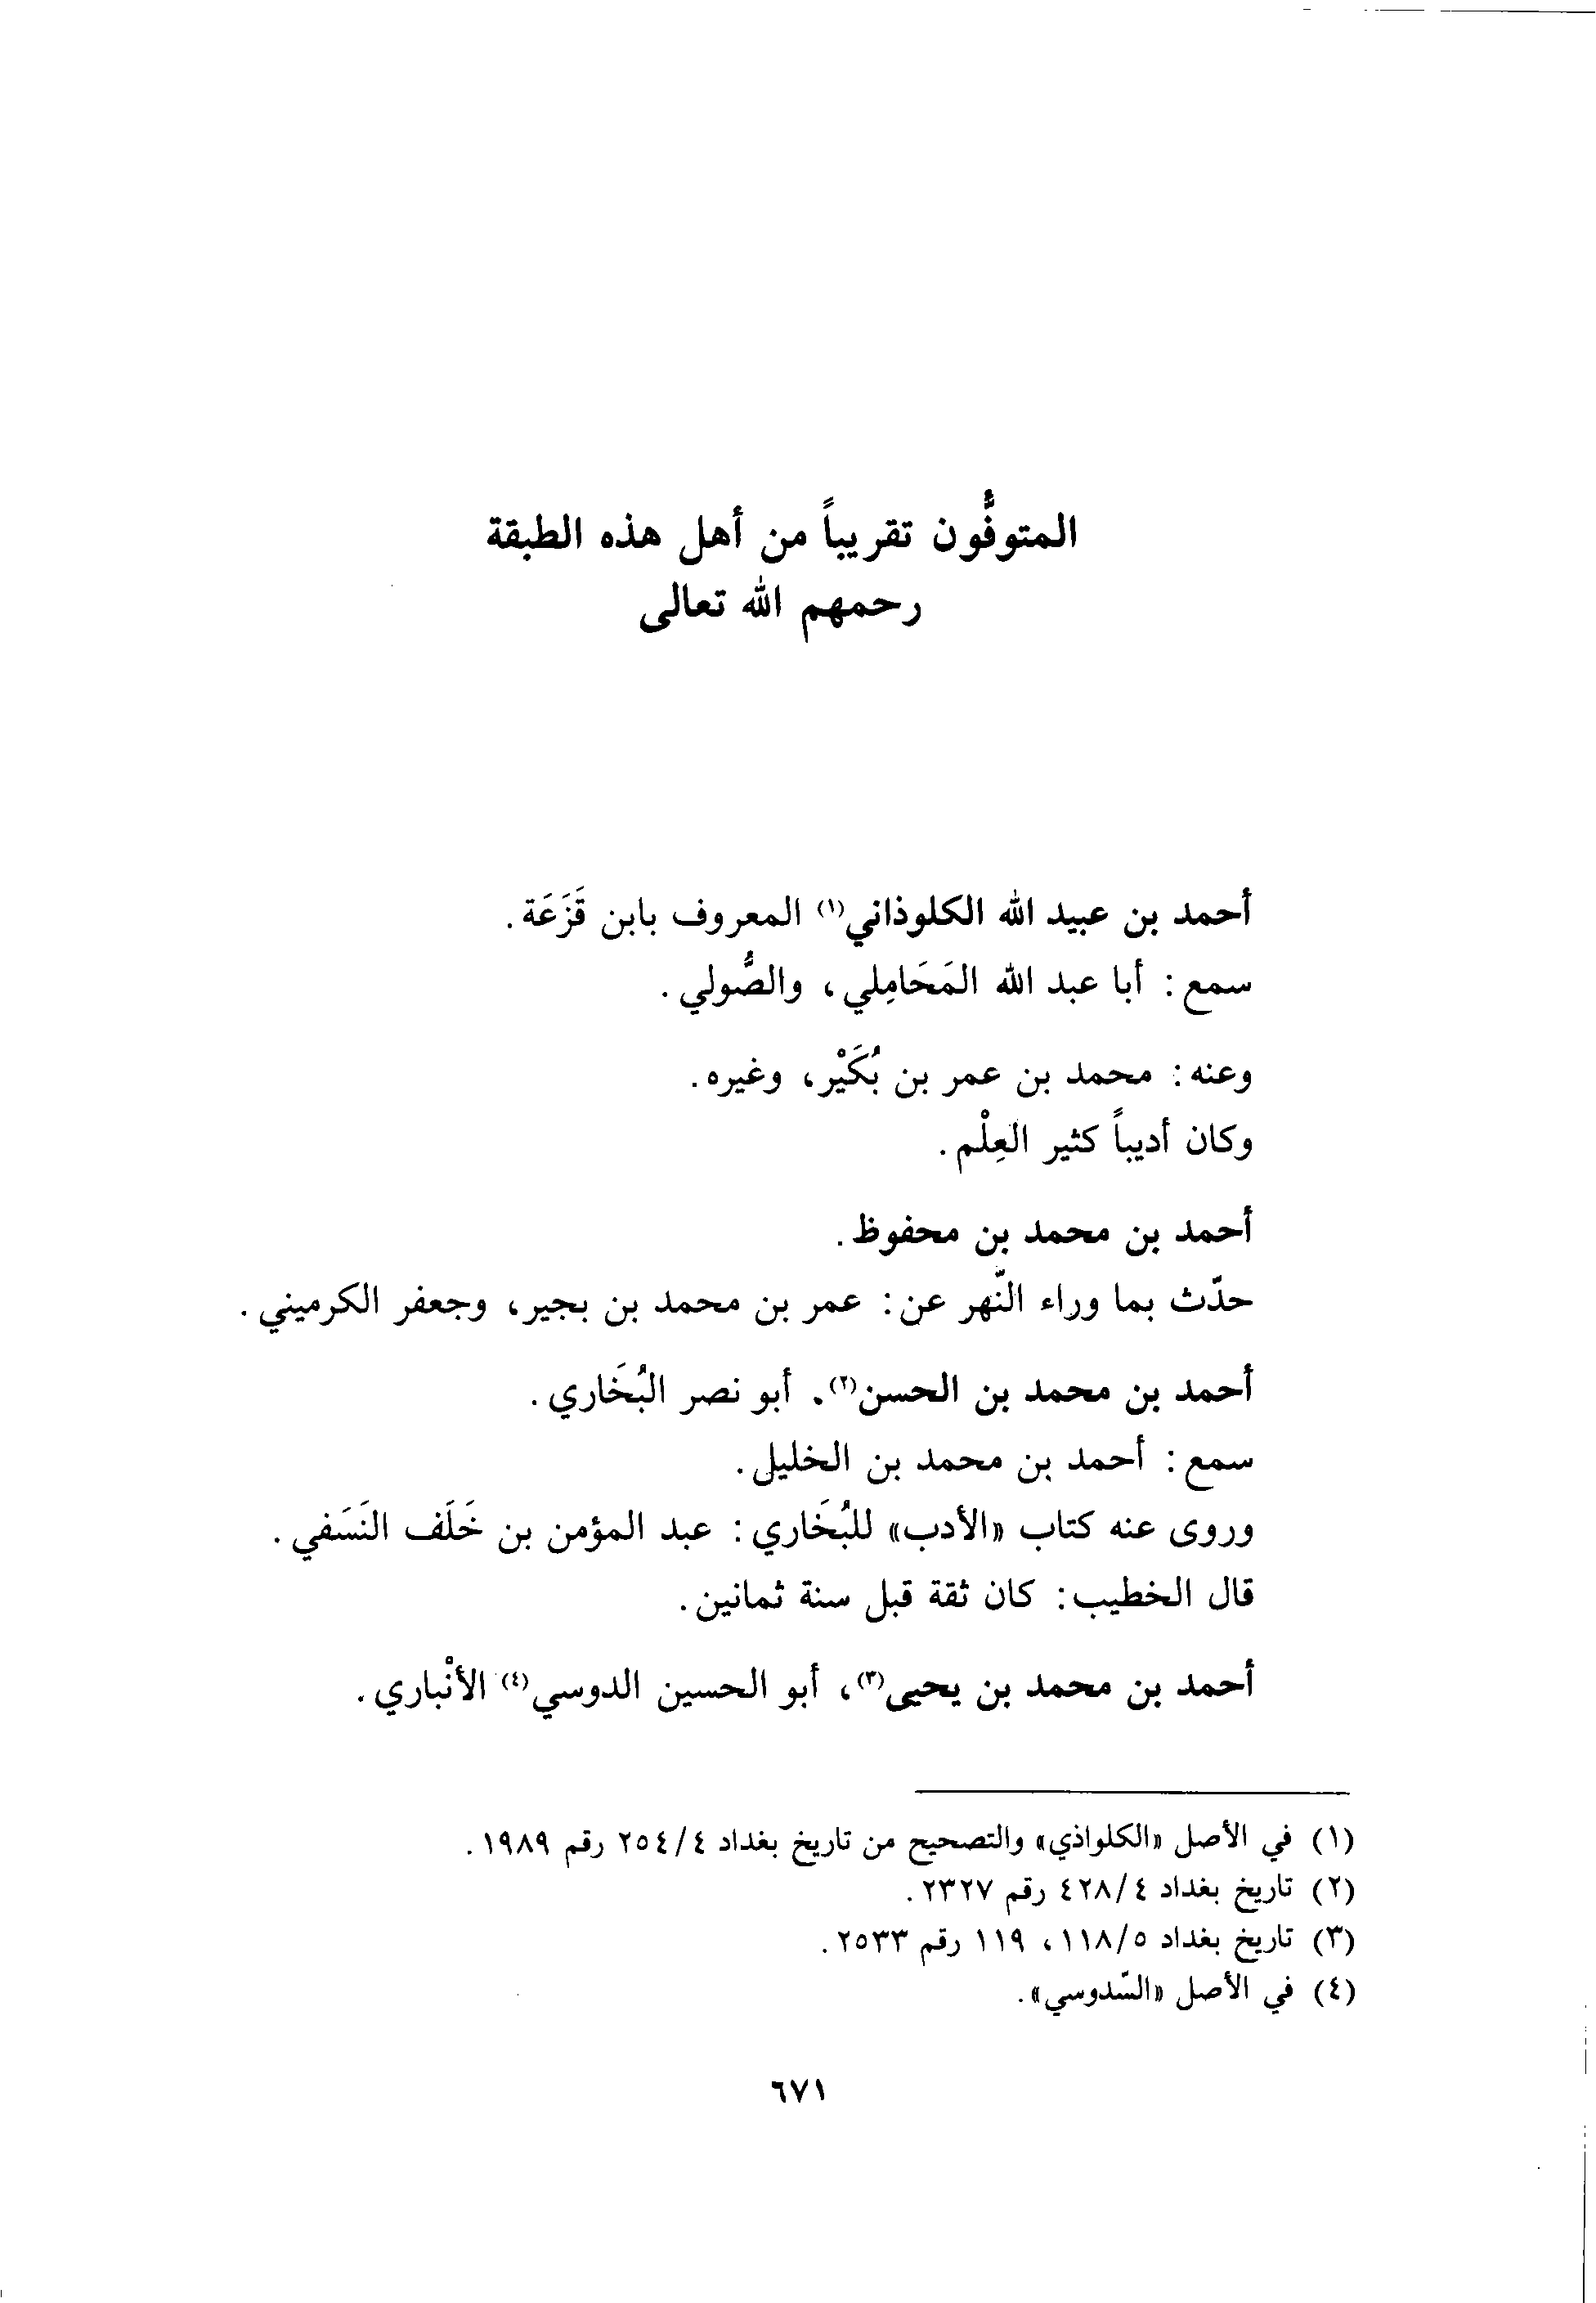 المتوفُّون تقريباً من أهل هذه الطبقة
رحمهم الله تعالى
أحمد بن عبيد الله الكلوذاني(١) المعروف بابن قَزَعَة.
سمع: أبا عبد الله المَحَامِلي، والصُّولي.
وعنه: محمد بن عمر بن بُكَيْر، وغيره.
وكان أديباً كثير العِلْم.
أحمد بن محمد بن محفوظ.
حدّث بما وراء النّهر عن: عمر بن محمد بن بجير، وجعفر الكرميني.
أحمد بن محمد بن الحسن(٢). أبو نصر البُخَاري.
سمع: أحمد بن محمد بن الخليل.
وروى عنه كتاب «الأدب» للبُخَاري: عبد المؤمن بن خَلَف النَسَفي.
قال الخطيب: كان ثقة قبل سنة ثمانين.
أحمد بن محمد بن يحيى(٣)، أبو الحسين الدوسي(٤) الأنْباري.
(١) في الأصل «الكلواذي» والتصحيح من تاريخ بغداد ٢٥٤/٤ رقم ١٩٨٩.
(٢) تاريخ بغداد ٤٢٨/٤ رقم ٢٣٢٧.
(٣) تاريخ بغداد ١١٨/٥، ١١٩ رقم ٢٥٣٣.
(٤) في الأصل «السّدوسي».
٦٧١